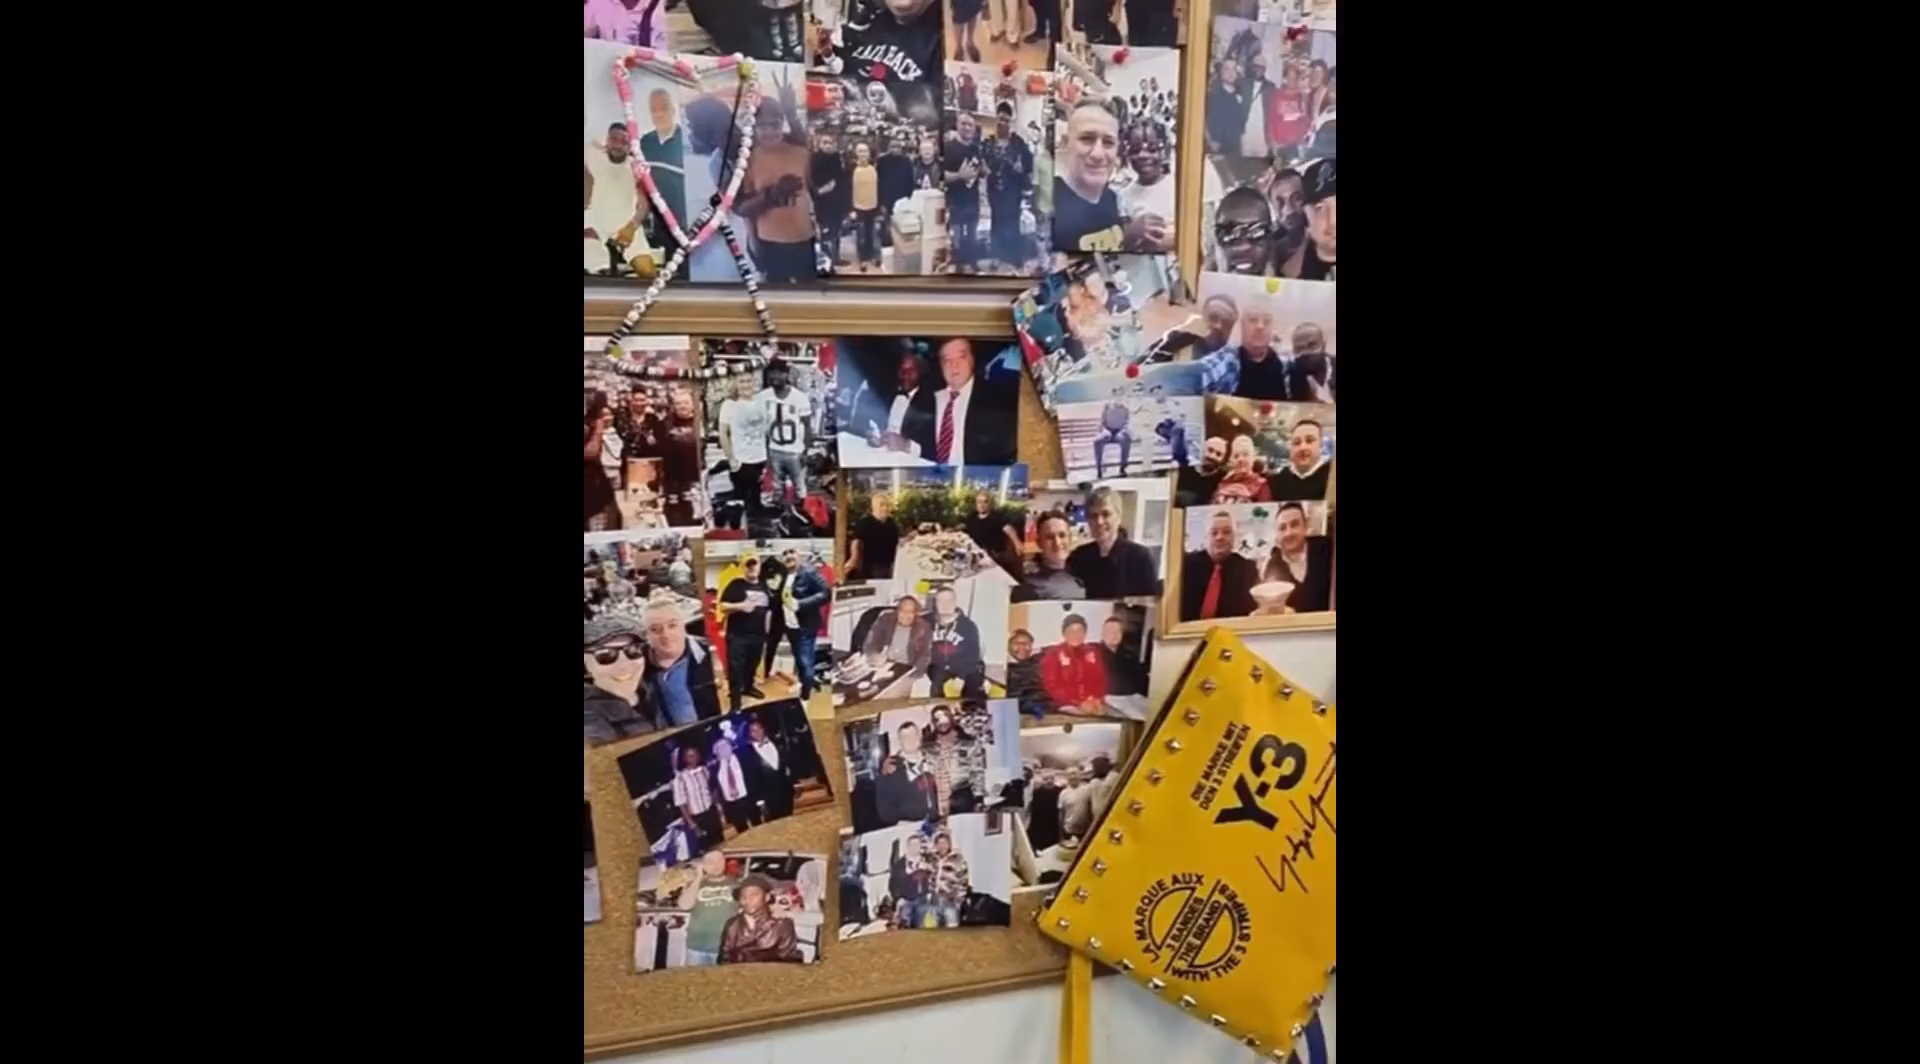 DIE MARKE MIT
DEN 3 STREIFEN
Y-3
LA MARQUE AUX
3 BANDES
THE BRAND
WITH THE 3 STRIPES